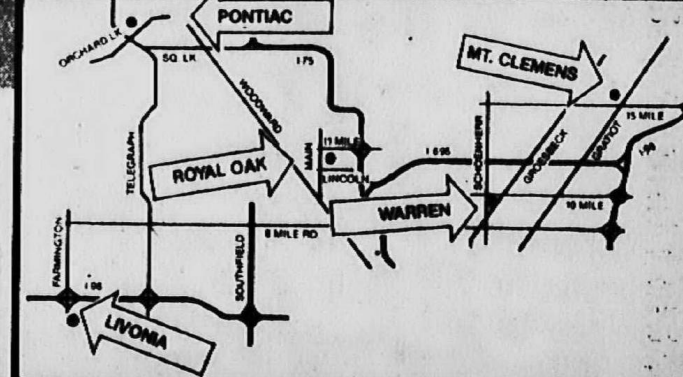 PONTIAC
ORCHARD LK
SQ. LK
I 75
MT. CLEMENS
WOODWARD
15 MILE
I 94
TELEGRAPH
ROYAL OAK
MAIN
11 MILE
LINCOLN
I 696
SCHOENHERR
GROESBECK
GRATIOT
WARREN
10 MILE
8 MILE RD
FARMINGTON
SOUTHFIELD
I 96
LIVONIA